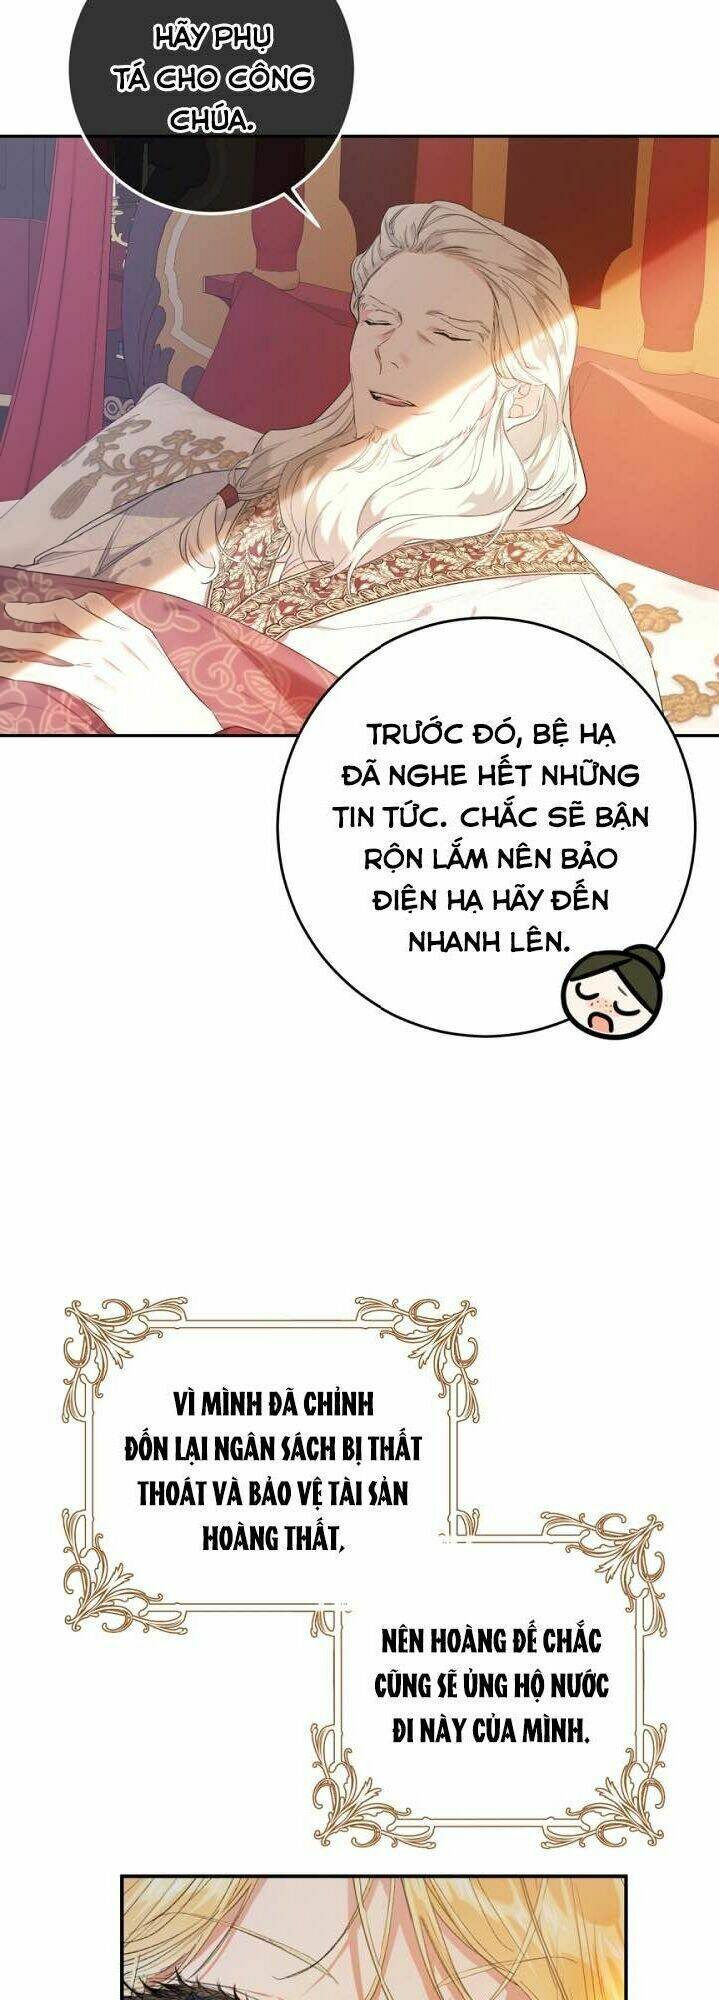 HÃY PHỤ
TÁ CHO CÔNG
CHÚA.
TRƯỚC ĐÓ, BỆ HẠ
ĐÃ NGHE HẾT NHỮNG
TIN TỨC. CHẮC SẼ BẬN
RỘN LẮM NÊN BẢO
ĐIỆN HẠ HÃY ĐẾN
NHANH LÊN.
VÌ MÌNH ĐÃ CHỈNH
ĐỐN LẠI NGÂN SÁCH BỊ THẤT
THOÁT VÀ BẢO VỆ TÀI SẢN
HOÀNG THẤT,
NÊN HOÀNG ĐẾ CHẮC
CŨNG SẼ ỦNG HỘ NƯỚC
ĐI NÀY CỦA MÌNH.